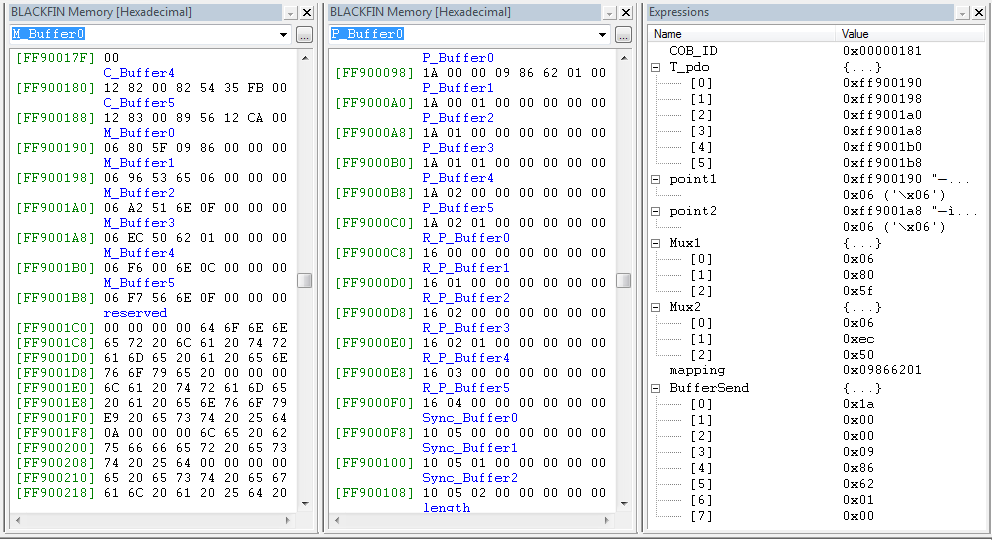 BLACKFIN Memory [Hexadecimal]
M_Buffer0
[FF90017F] 00
C_Buffer4
[FF900180] 12 82 00 82 54 35 FB 00
C_Buffer5
[FF900188] 12 83 00 89 56 12 CA 00
M_Buffer0
[FF900190] 06 80 5F 09 86 00 00 00
M_Buffer1
[FF900198] 06 96 53 65 06 00 00 00
M_Buffer2
[FF9001A0] 06 A2 51 6E 0F 00 00 00
M_Buffer3
[FF9001A8] 06 EC 50 62 01 00 00 00
M_Buffer4
[FF9001B0] 06 F6 00 6E 0C 00 00 00
M_Buffer5
[FF9001B8] 06 F7 56 6E 0F 00 00 00
reserved
[FF9001C0] 00 00 00 00 64 6F 6E 6E
[FF9001C8] 65 72 20 6C 61 20 74 72
[FF9001D0] 61 6D 65 20 61 20 65 6E
[FF9001D8] 76 6F 79 65 20 00 00 00
[FF9001E0] 6C 61 20 74 72 61 6D 65
[FF9001E8] 20 61 20 65 6E 76 6F 79
[FF9001F0] E9 20 65 73 74 20 25 64
[FF9001F8] 0A 00 00 00 6C 65 20 62
[FF900200] 75 66 66 65 72 20 65 73
[FF900208] 74 20 25 64 00 00 00 00
[FF900210] 65 20 65 73 74 20 65 67
[FF900218] 61 6C 20 61 20 25 64 20
BLACKFIN Memory [Hexadecimal]
P_Buffer0
P_Buffer0
[FF900098] 1A 00 00 09 86 62 01 00
P_Buffer1
[FF9000A0] 1A 00 01 00 00 00 00 00
P_Buffer2
[FF9000A8] 1A 01 00 00 00 00 00 00
P_Buffer3
[FF9000B0] 1A 01 01 00 00 00 00 00
P_Buffer4
[FF9000B8] 1A 02 00 00 00 00 00 00
P_Buffer5
[FF9000C0] 1A 02 01 00 00 00 00 00
R_P_Buffer0
[FF9000C8] 16 00 00 00 00 00 00 00
R_P_Buffer1
[FF9000D0] 16 01 00 00 00 00 00 00
R_P_Buffer2
[FF9000D8] 16 02 00 00 00 00 00 00
R_P_Buffer3
[FF9000E0] 16 02 01 00 00 00 00 00
R_P_Buffer4
[FF9000E8] 16 03 00 00 00 00 00 00
R_P_Buffer5
[FF9000F0] 16 04 00 00 00 00 00 00
Sync_Buffer0
[FF9000F8] 10 05 00 00 00 00 00 00
Sync_Buffer1
[FF900100] 10 05 01 00 00 00 00 00
Sync_Buffer2
[FF900108] 10 05 02 00 00 00 00 00
length
Expressions
Name Value
COB_ID 0x00000181
T_pdo {...}
[0] 0xff900190
[1] 0xff900198
[2] 0xff9001a0
[3] 0xff9001a8
[4] 0xff9001b0
[5] 0xff9001b8
point1 0xff900190 "—...
0x06 ('\x06')
point2 0xff9001a8 "—ì...
0x06 ('\x06')
Mux1 {...}
[0] 0x06
[1] 0x80
[2] 0x5f
Mux2 {...}
[0] 0x06
[1] 0xec
[2] 0x50
mapping 0x09866201
BufferSend {...}
[0] 0x1a
[1] 0x00
[2] 0x00
[3] 0x09
[4] 0x86
[5] 0x62
[6] 0x01
[7] 0x00